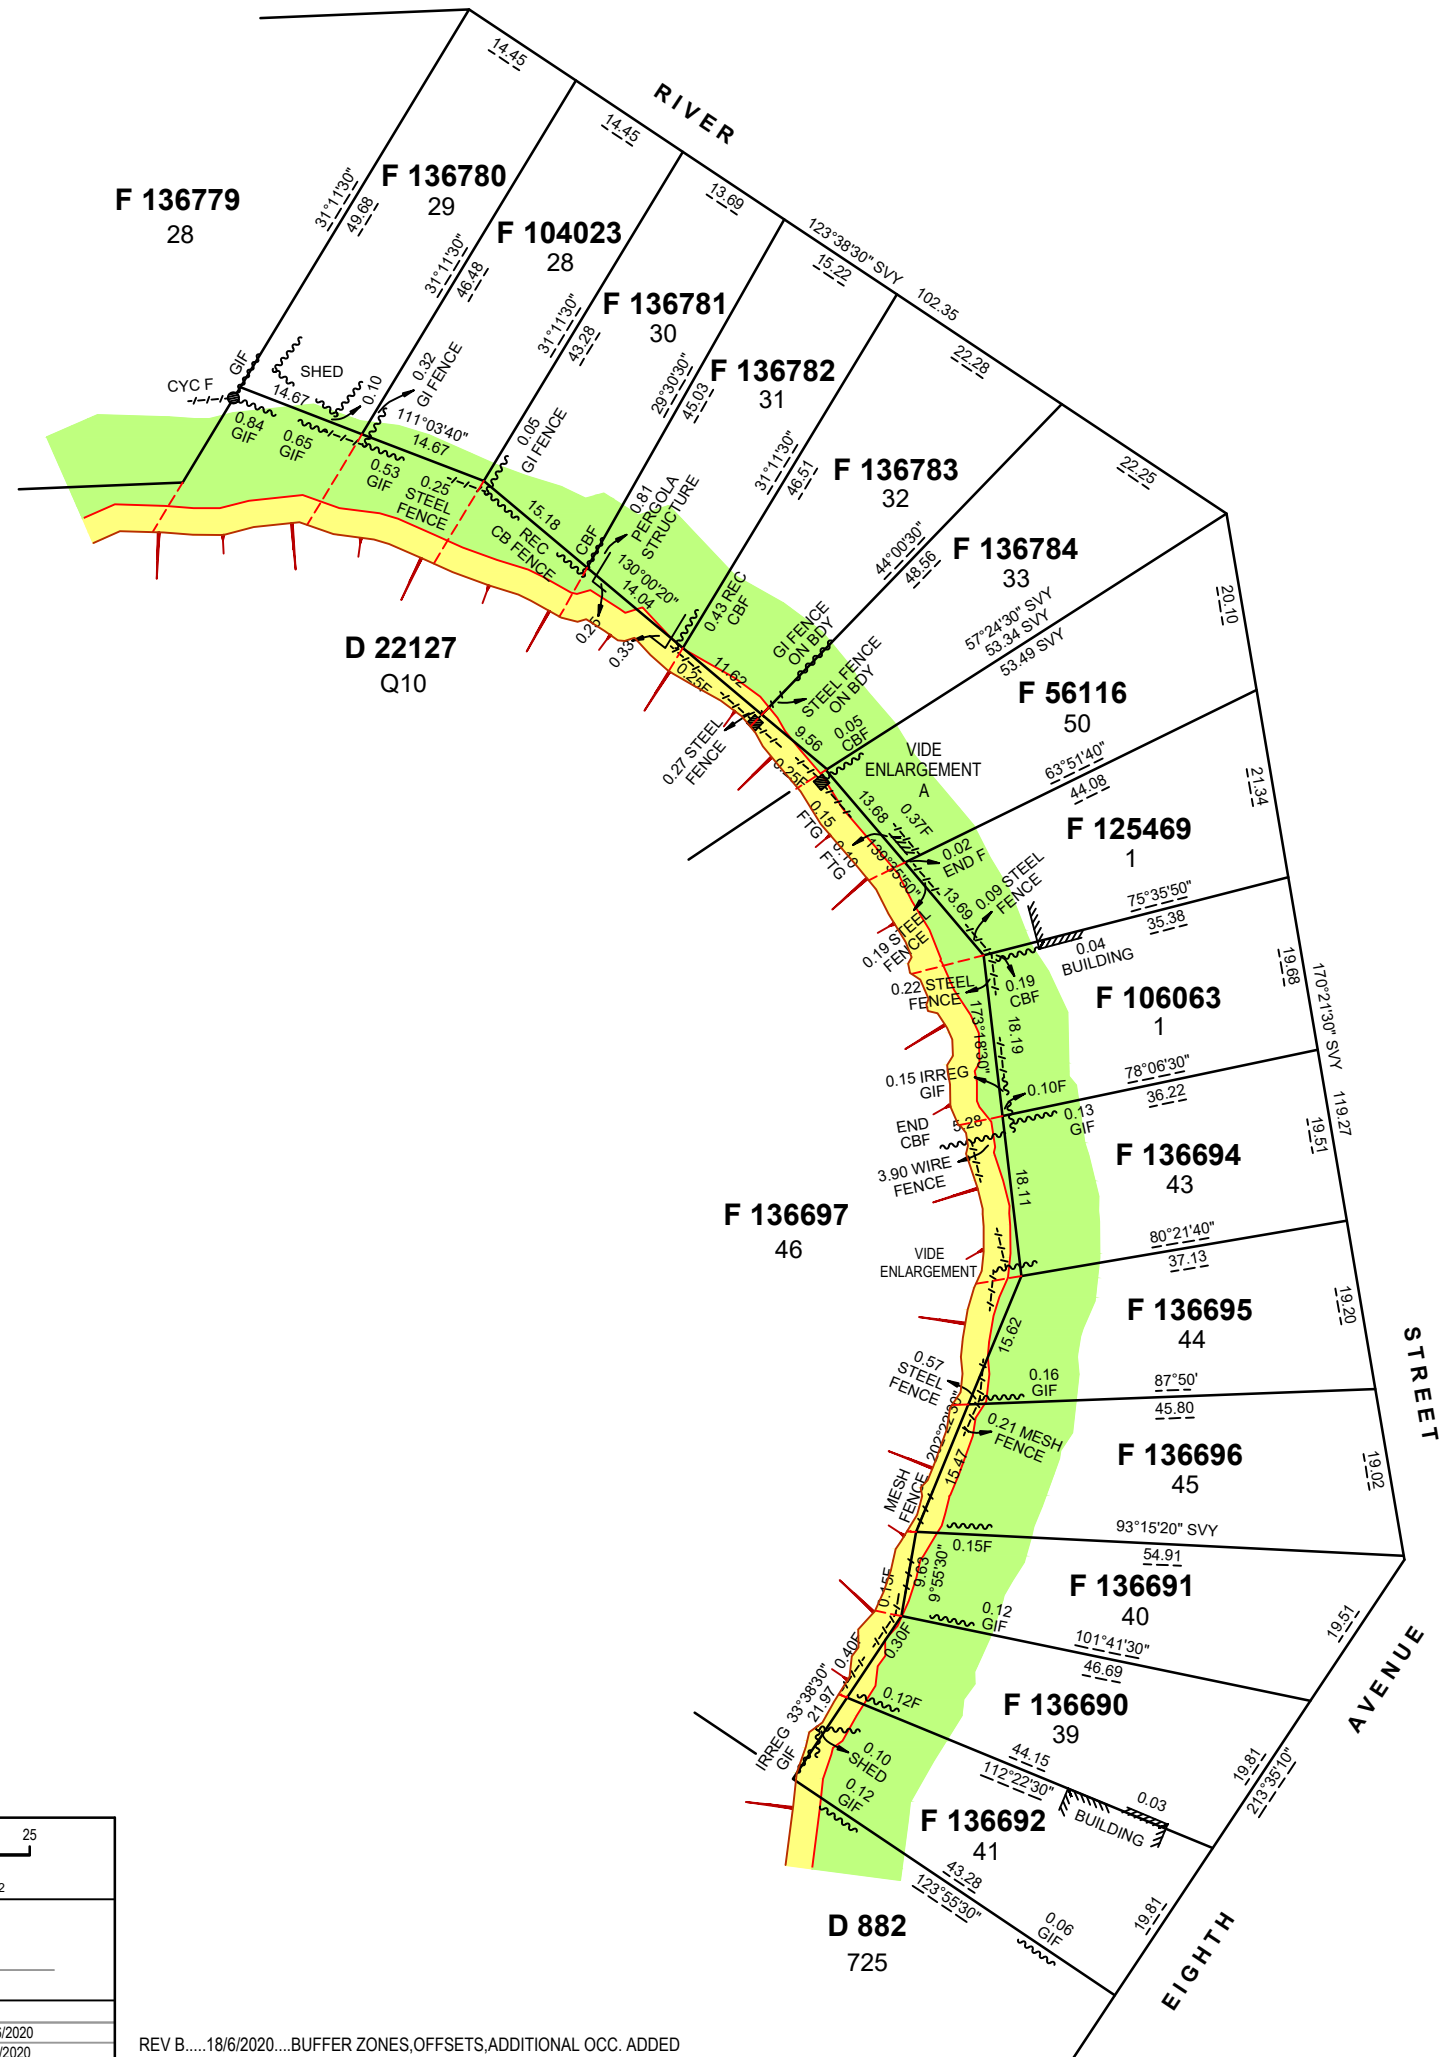 14.45
RIVER
14.45
F 136779
28
31°11'30"
49.68
F 136780
29
13.69
123°38'30" SVY
102.35
15.22
F 104023
28
31°11'30"
46.48
F 136781
30
31°11'30"
43.28
22.28
F 136782
31
29°30'30"
45.03
22.25
F 136783
32
31°11'30"
46.51
GIF
SHED
CYC F
14.67
0.10
0.32
GI FENCE
111°03'40"
14.67
0.05
GI FENCE
0.84
GIF
0.65
GIF
0.53
GIF
0.25
STEEL
FENCE
15.18
REC
CB FENCE
CBF
0.81
PERGOLA
STRUCTURE
130°00'20"
14.04
0.43 REC
CBF
F 136784
33
44°00'30"
48.56
20.10
57°24'30" SVY
53.34 SVY
53.49 SVY
D 22127
Q10
0.25
0.33
0.25F
11.62
GI FENCE
ON BDY
STEEL FENCE
ON BDY
F 56116
50
0.27 STEEL
FENCE
9.56
0.05
CBF
0.25F
VIDE
ENLARGEMENT
A
63°51'40"
44.08
21.34
0.15
FTG
0.10
FTG
13.68
0.37F
139°35'50"
0.02
END F
F 125469
1
13.69
0.09 STEEL
FENCE
75°35'50"
35.38
0.19 STEEL
FENCE
0.04
BUILDING
19.68
170°21'30" SVY
119.27
0.22 STEEL
FENCE
0.19
CBF
F 106063
1
173°18'30"
18.19
78°06'30"
36.22
0.15 IRREG
GIF
0.10F
END
CBF
5.28
0.13
GIF
19.51
F 136694
43
3.90 WIRE
FENCE
18.11
F 136697
46
80°21'40"
37.13
VIDE
ENLARGEMENT
F 136695
44
19.20
15.62
STREET
0.57
STEEL
FENCE
0.16
GIF
87°50'
45.80
202°22'30"
0.21 MESH
FENCE
F 136696
45
19.02
MESH
FENCE
15.47
93°15'20" SVY
54.91
0.15F
9.63
9°55'30"
0.15F
F 136691
40
0.12
GIF
19.51
101°41'30"
46.69
AVENUE
0.40F
0.30F
F 136690
39
0.12F
33°38'30"
21.97
IRREG
GIF
0.10
SHED
44.15
112°22'30"
19.81
213°35'10"
0.12
GIF
F 136692
41
BUILDING
0.03
25
2
43.28
123°55'30"
19.81
D 882
725
0.06
GIF
EIGHTH
6/2020
/2020
REV B.....18/6/2020....BUFFER ZONES,OFFSETS,ADDITIONAL OCC. ADDED